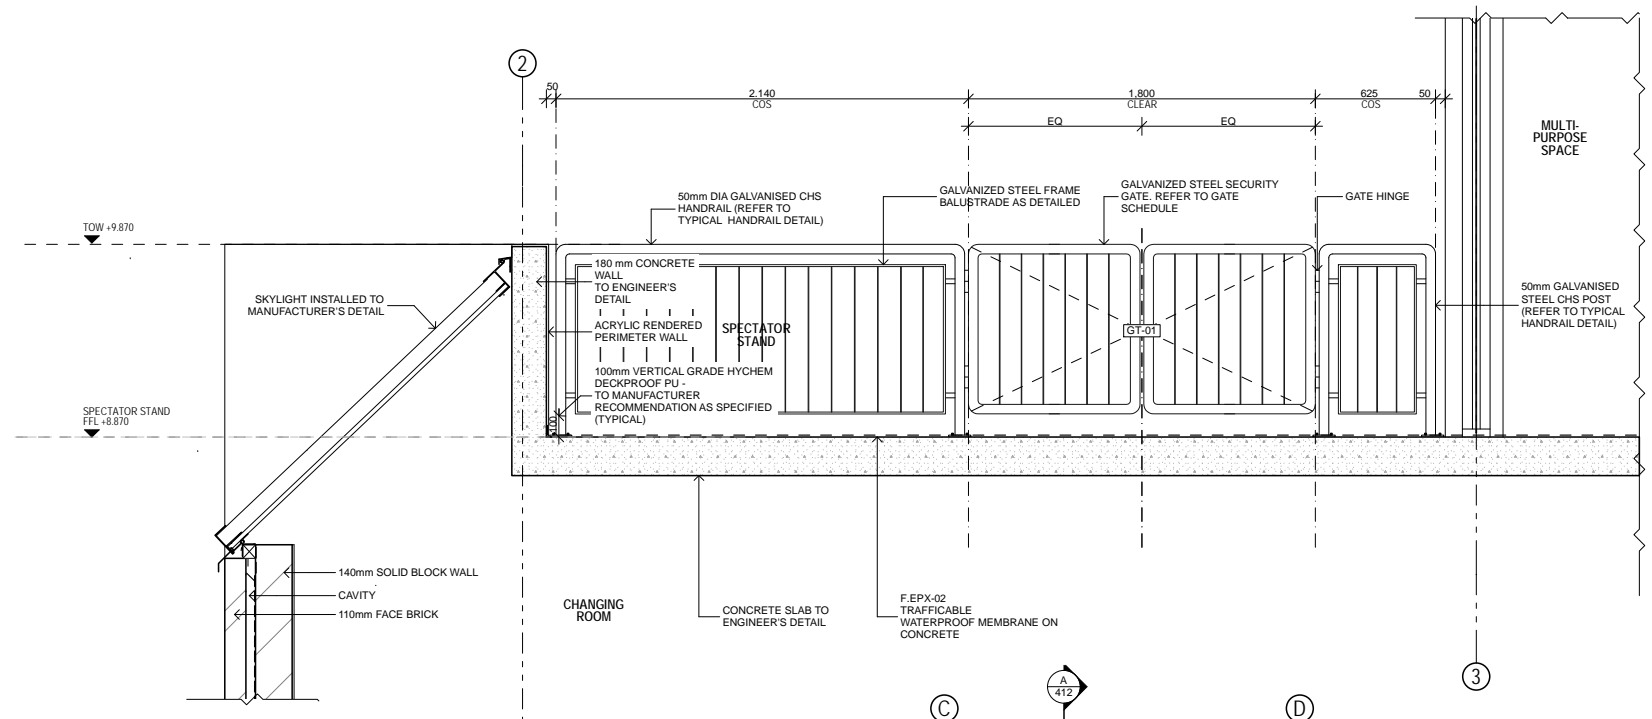 2
50
2.140
COS
1,800
CLEAR
625
COS
50
EQ
EQ
MULTI-
PURPOSE
SPACE
50mm DIA GALVANISED CHS
HANDRAIL (REFER TO
TYPICAL HANDRAIL DETAIL)
GALVANIZED STEEL FRAME
BALUSTRADE AS DETAILED
GALVANIZED STEEL SECURITY
GATE. REFER TO GATE
SCHEDULE
GATE HINGE
TOW +9.870
180 mm CONCRETE
WALL
TO ENGINEER'S
DETAIL
SKYLIGHT INSTALLED TO
MANUFACTURER'S DETAIL
50mm GALVANISED
STEEL CHS POST
(REFER TO TYPICAL
HANDRAIL DETAIL)
ACRYLIC RENDERED
PERIMETER WALL
SPECTATOR
STAND
GT-01
100mm VERTICAL GRADE HYCHEM
DECKPROOF PU -
TO MANUFACTURER
RECOMMENDATION AS SPECIFIED
(TYPICAL)
100
SPECTATOR STAND
FFL +8.870
140mm SOLID BLOCK WALL
CAVITY
110mm FACE BRICK
CHANGING
ROOM
CONCRETE SLAB TO
ENGINEER'S DETAIL
F.EPX-02
TRAFFICABLE
WATERPROOF MEMBRANE ON
CONCRETE
3
A
412
C
D